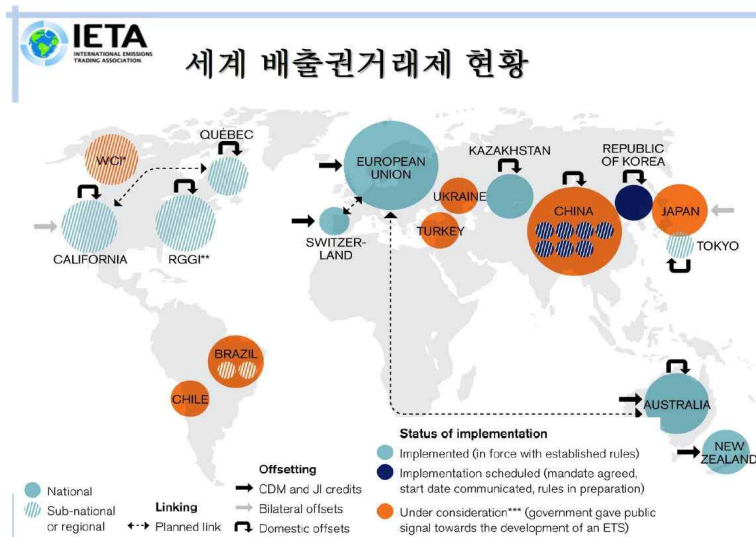 IETA
INTERNATIONAL EMISSIONS
TRADING ASSOCIATION
세계 배출권거래제 현황
WCI*
QUÉBEC
CALIFORNIA
RGGI**
EUROPEAN
UNION
SWITZER-
LAND
UKRAINE
TURKEY
KAZAKHSTAN
CHINA
REPUBLIC
OF KOREA
JAPAN
TOKYO
BRAZIL
CHILE
AUSTRALIA
NEW
ZEALAND
National
Sub-national
or regional
Linking
Planned link
Offsetting
CDM and JI credits
Bilateral offsets
Domestic offsets
Status of implementation
Implemented (in force with established rules)
Implementation scheduled (mandate agreed,
start date communicated, rules in preparation)
Under consideration*** (government gave public
signal towards the development of an ETS)